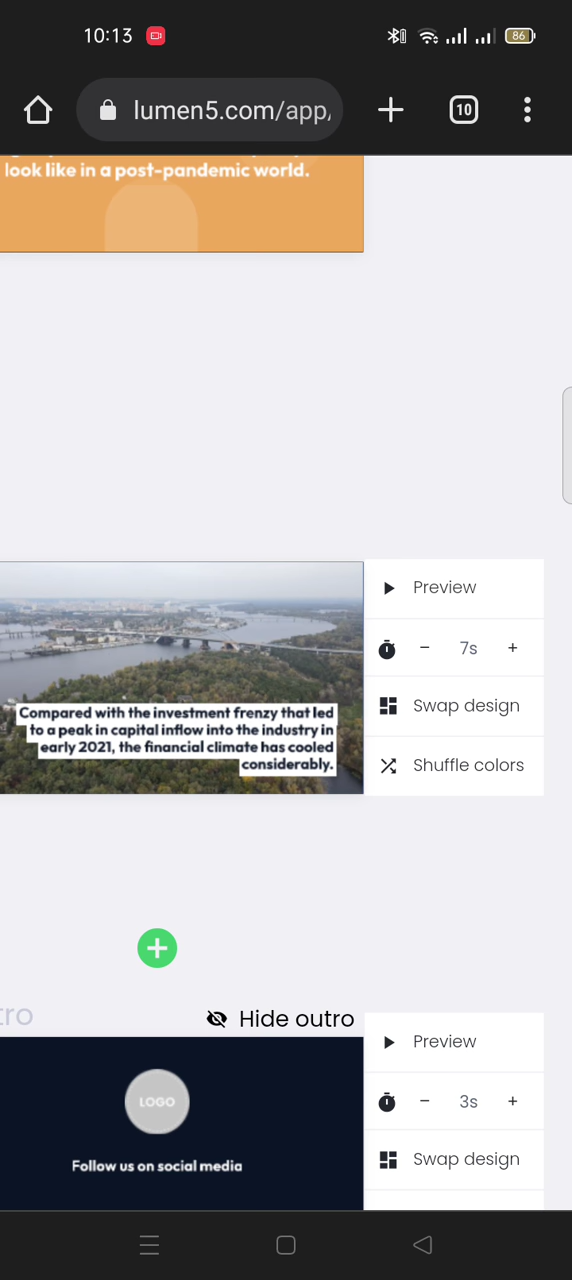 10:13
86
lumen5.com/app/
10
look like in a post-pandemic world.
Preview
7s
Swap design
Shuffle colors
Compared with the investment frenzy that led
to a peak in capital inflow into the industry in
early 2021, the financial climate has cooled
considerably.
tro
Hide outro
Preview
3s
Swap design
LOGO
Follow us on social media